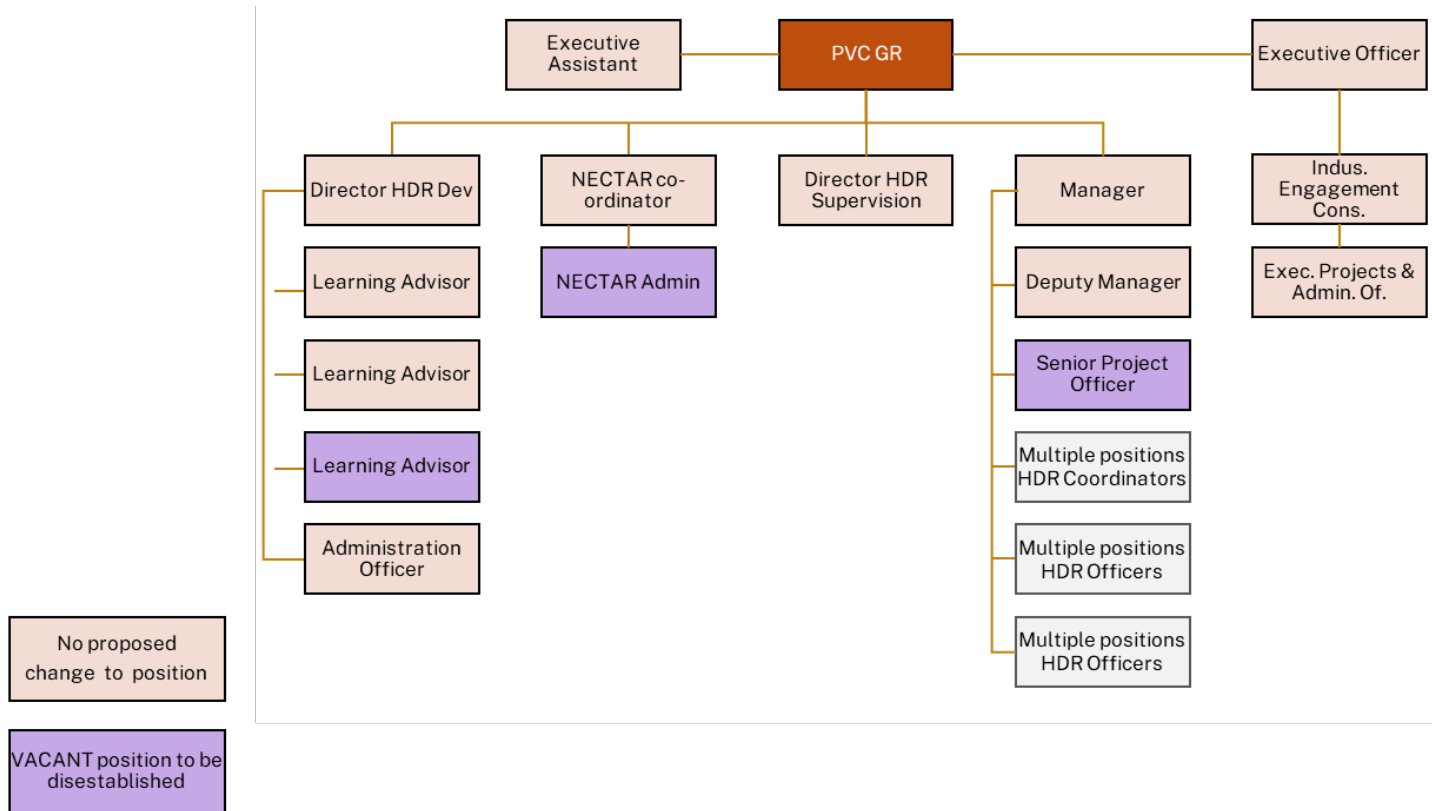 Executive
Assistant
PVC GR
Executive Officer
Director HDR Dev
NECTAR co-
ordinator
Director HDR
Supervision
Manager
Indus.
Engagement
Cons.
Learning Advisor
NECTAR Admin
Deputy Manager
Exec. Projects &
Admin. Of.
Learning Advisor
Senior Project
Officer
Learning Advisor
Multiple positions
HDR Coordinators
Administration
Officer
Multiple positions
HDR Officers
Multiple positions
HDR Officers
No proposed
change to position
VACANT position to be
disestablished